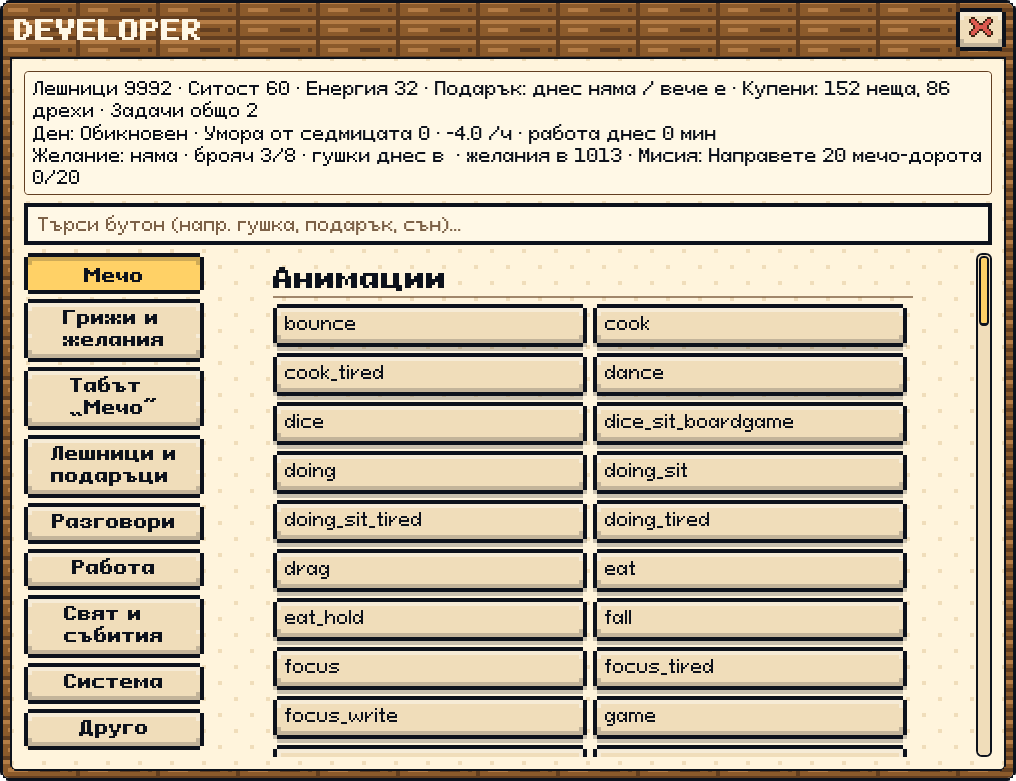 DEVELOPER
Лешници 9992 · Ситост 60 · Енергия 32 · Подарък: днес няма / вече е · Купени: 152 неща, 86
дрехи · Задачи общо 2
Ден: Обикновен · Умора от седмицата 0 · -4.0 /ч · работа днес 0 мин
Желание: няма · брояч 3/8 · гушки днес в · желания в 1013 · Мисия: Направете 20 мечо-дорота
0/20
Търси бутон (напр. гушка, подарък, сън)...
Мечо
Грижи и
желания
Табът
„Мечо“
Лешници и
подаръци
Разговори
Работа
Свят и
събития
Система
Друго
Анимации
bounce
cook
cook_tired
dance
dice
dice_sit_boardgame
doing
doing_sit
doing_sit_tired
doing_tired
drag
eat
eat_hold
fall
focus
focus_tired
focus_write
game